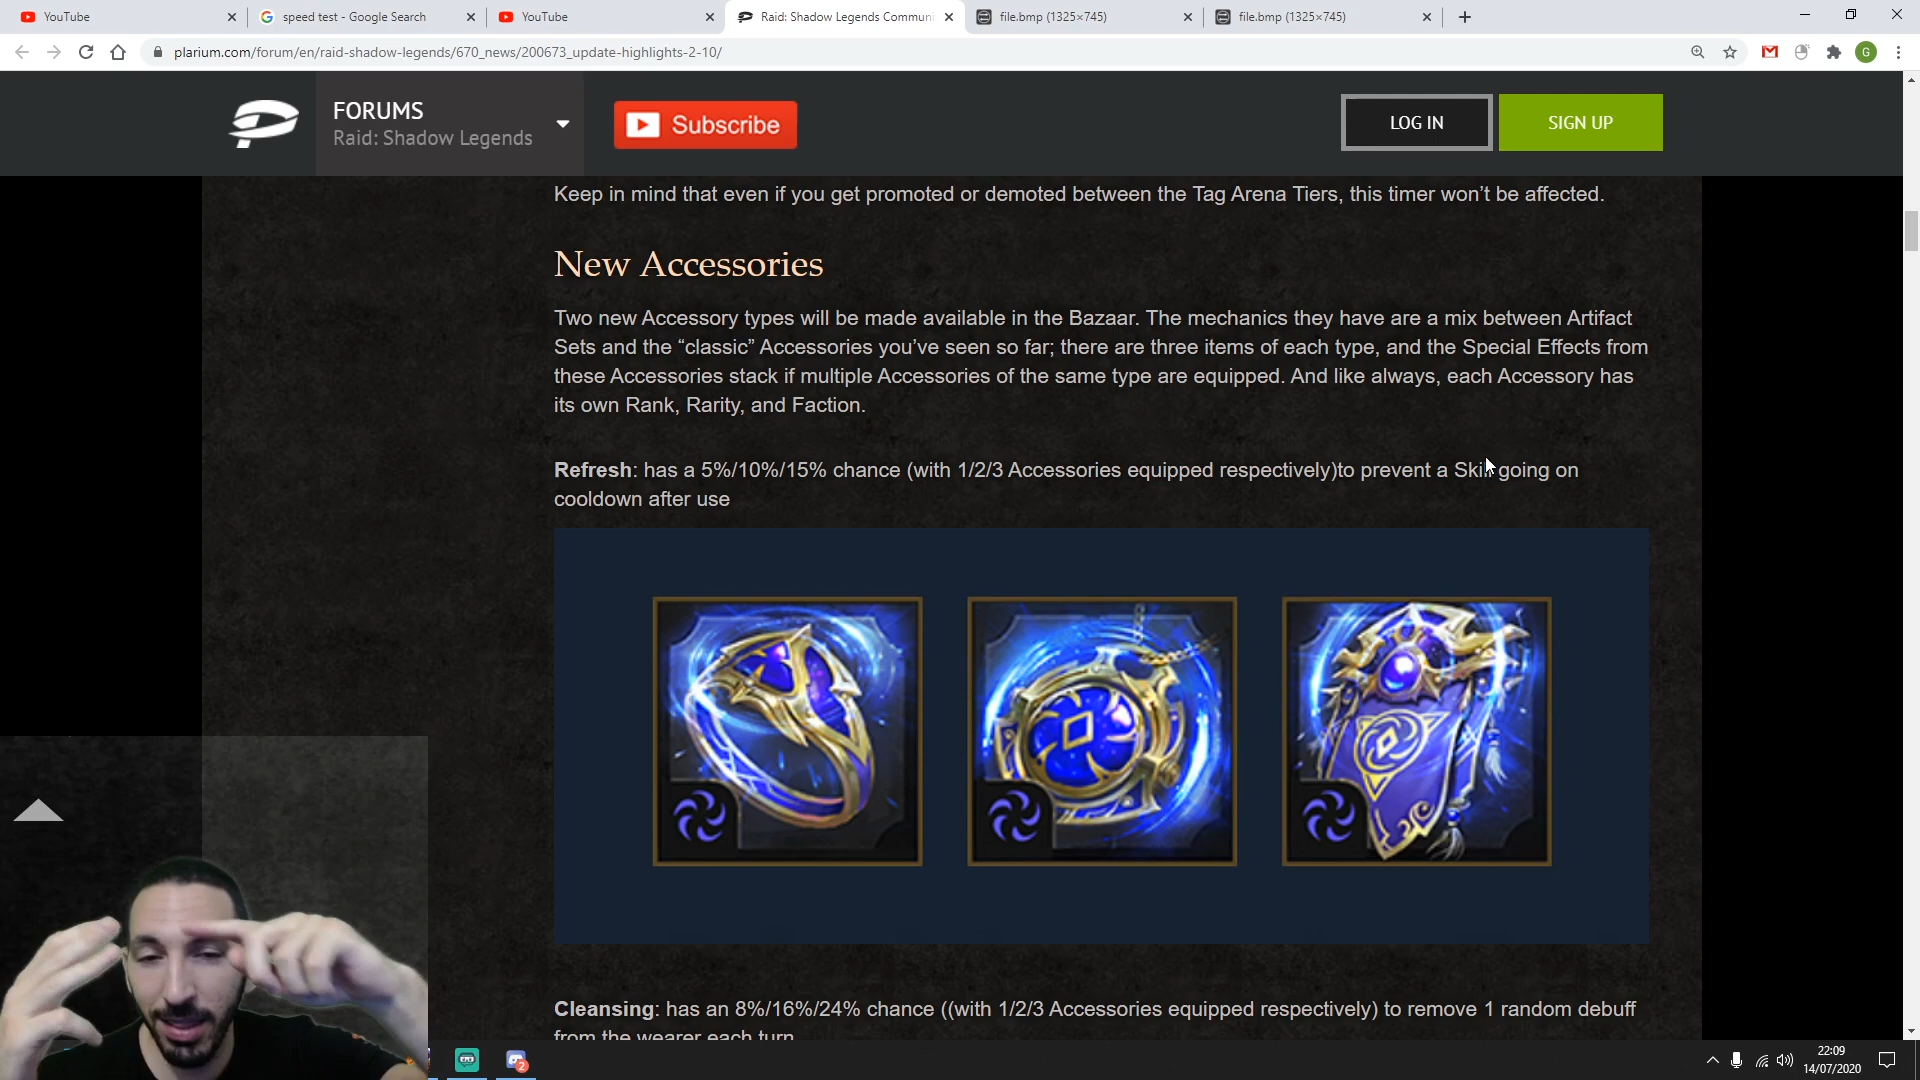 YouTube
speed test - Google Search
YouTube
Raid: Shadow Legends Communi
file.bmp (1325×745)
file.bmp (1325×745)
plarium.com/forum/en/raid-shadow-legends/670_news/200673_update-highlights-2-10/
G
FORUMS
Raid: Shadow Legends
Subscribe
LOG IN
SIGN UP
Keep in mind that even if you get promoted or demoted between the Tag Arena Tiers, this timer won’t be affected.
New Accessories
Two new Accessory types will be made available in the Bazaar. The mechanics they have are a mix between Artifact
Sets and the “classic” Accessories you’ve seen so far; there are three items of each type, and the Special Effects from
these Accessories stack if multiple Accessories of the same type are equipped. And like always, each Accessory has
its own Rank, Rarity, and Faction.
Refresh: has a 5%/10%/15% chance (with 1/2/3 Accessories equipped respectively)to prevent a Skill going on
cooldown after use
Cleansing: has an 8%/16%/24% chance ((with 1/2/3 Accessories equipped respectively) to remove 1 random debuff
from the wearer each turn
2
22:09
14/07/2020